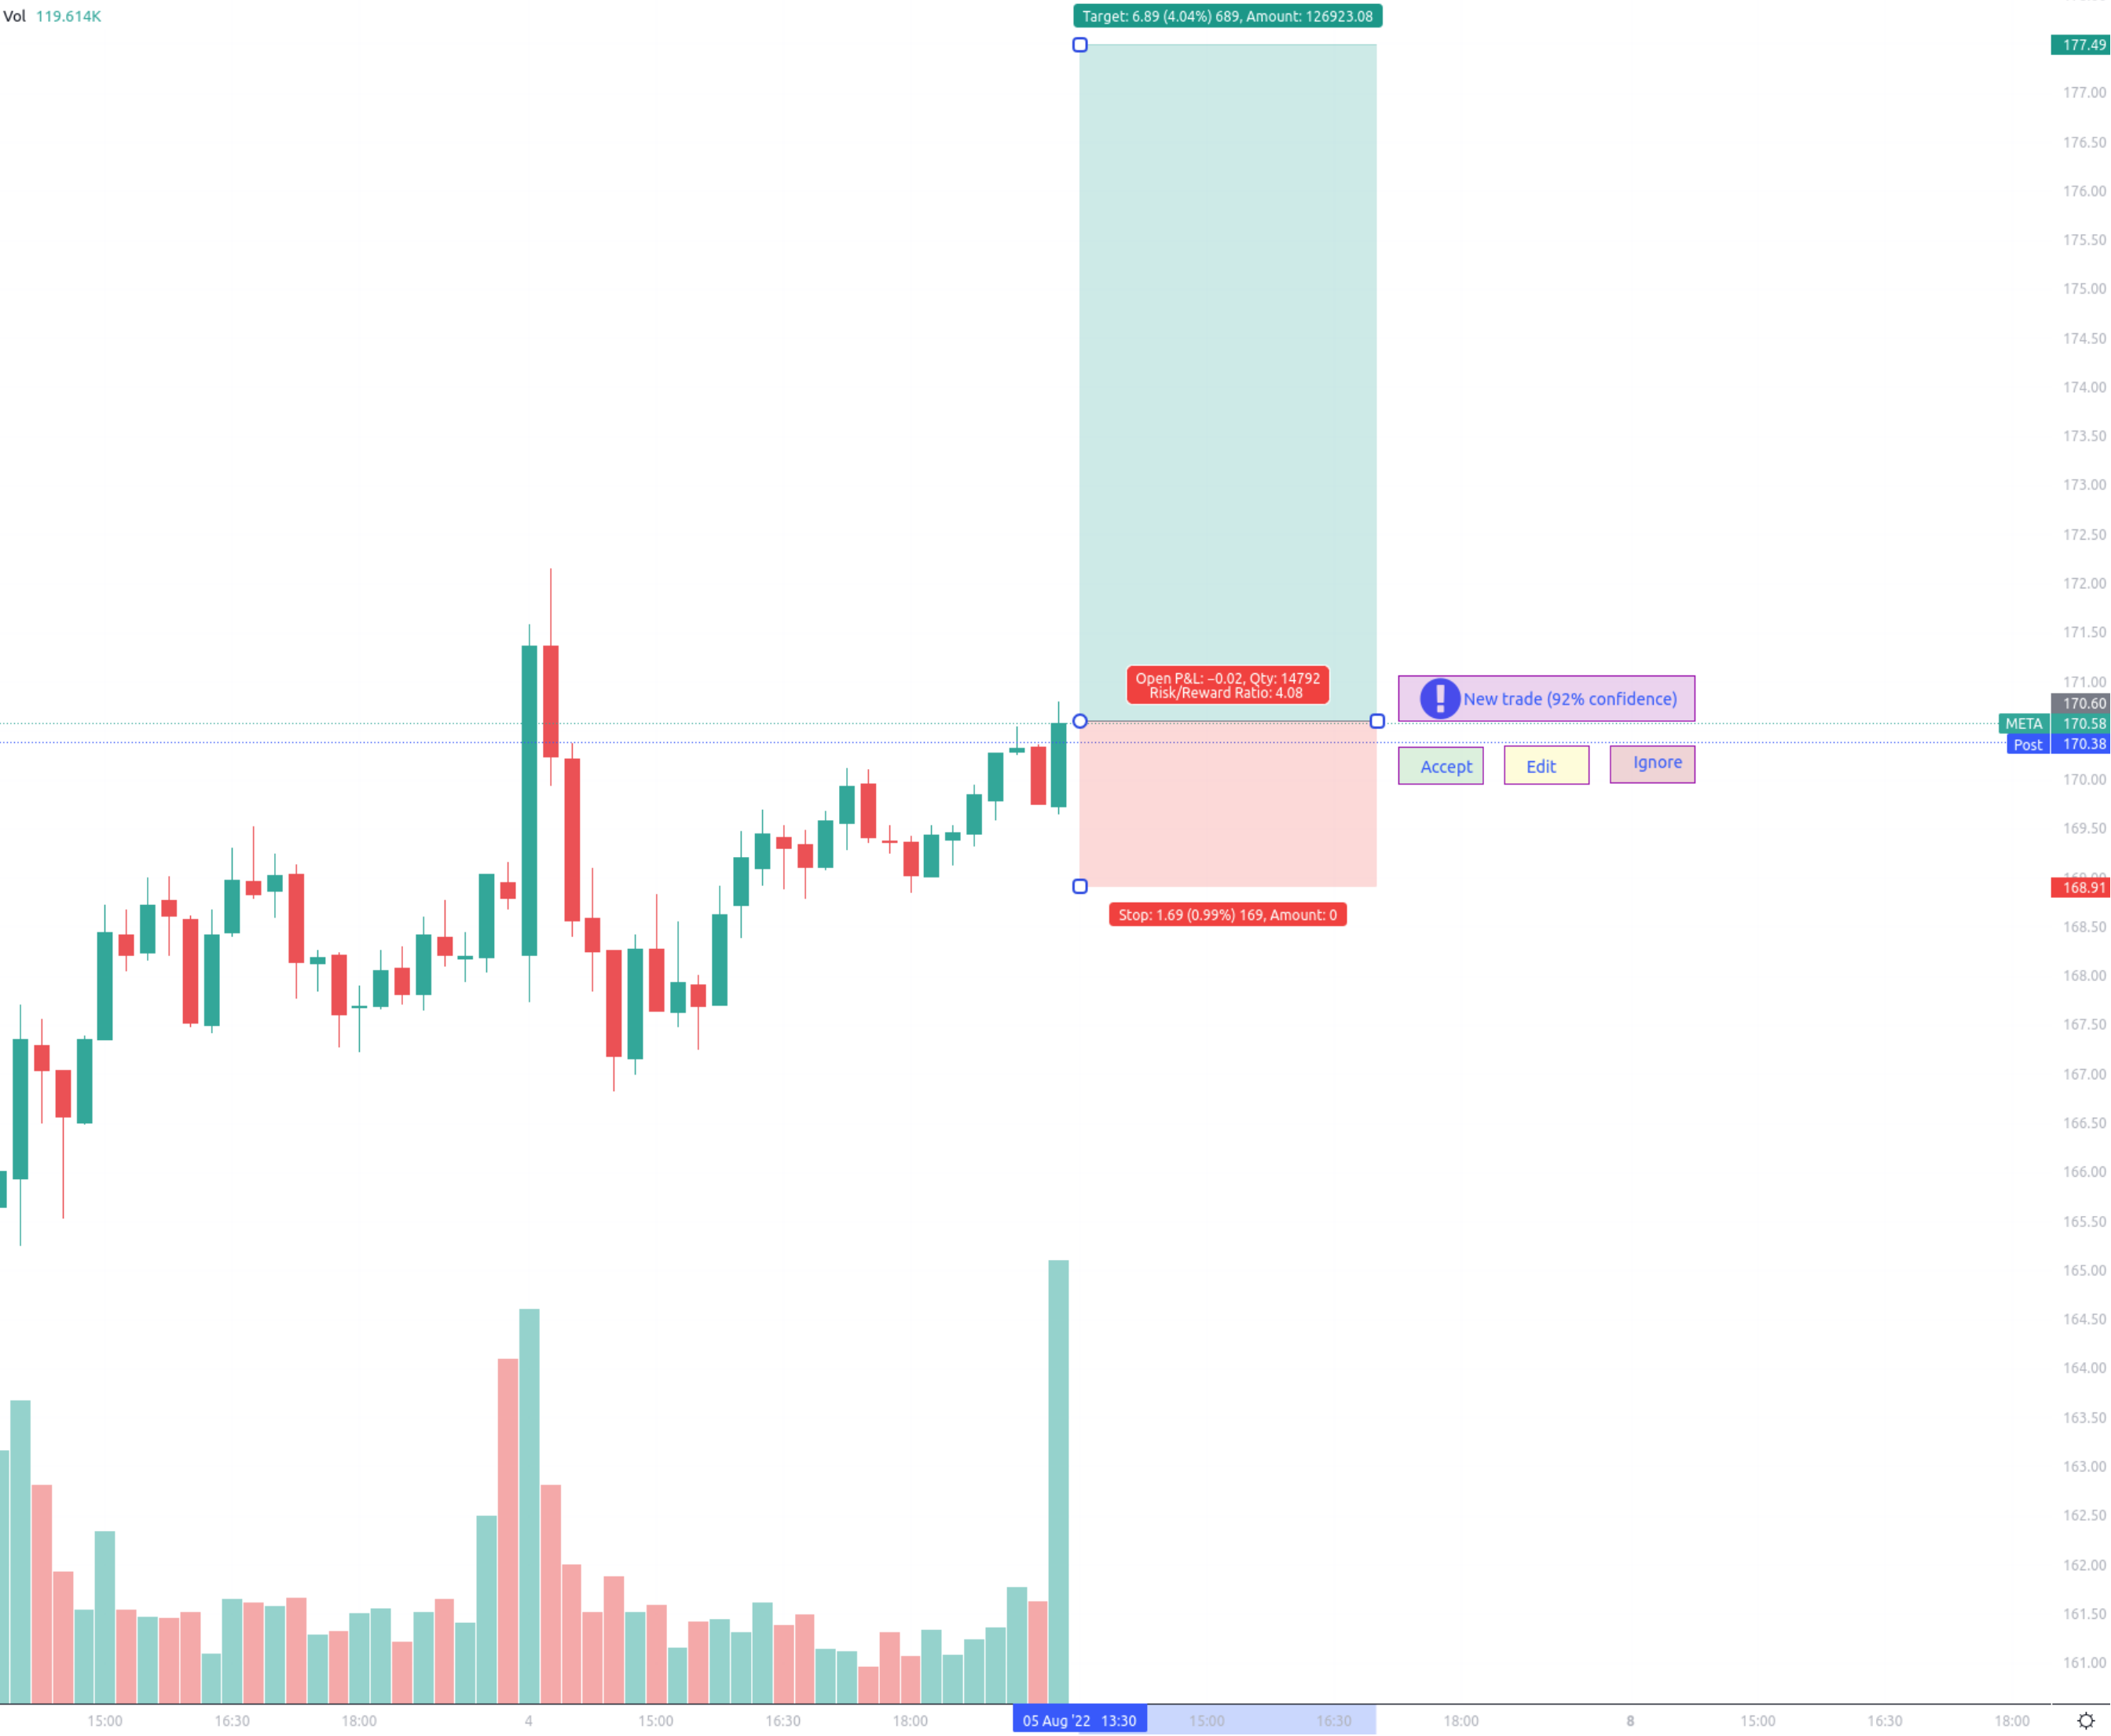 Vol 119.614K
Target: 6.89 (4.04%) 689, Amount: 126923.08
177.49
177.00
176.50
176.00
175.50
175.00
174.50
174.00
173.50
173.00
172.50
172.00
171.50
Open P&L: −0.02, Qty: 14792
Risk/Reward Ratio: 4.08
New trade (92% confidence)
171.00
170.60
META 170.58
Post 170.38
Accept
Edit
Ignore
170.00
169.50
169.00
168.91
Stop: 1.69 (0.99%) 169, Amount: 0
168.50
168.00
167.50
167.00
166.50
166.00
165.50
165.00
164.50
164.00
163.50
163.00
162.50
162.00
161.50
161.00
15:00 16:30 18:00 4 15:00 16:30 18:00 05 Aug '22 13:30 15:00 16:30 18:00 8 15:00 16:30 18:00